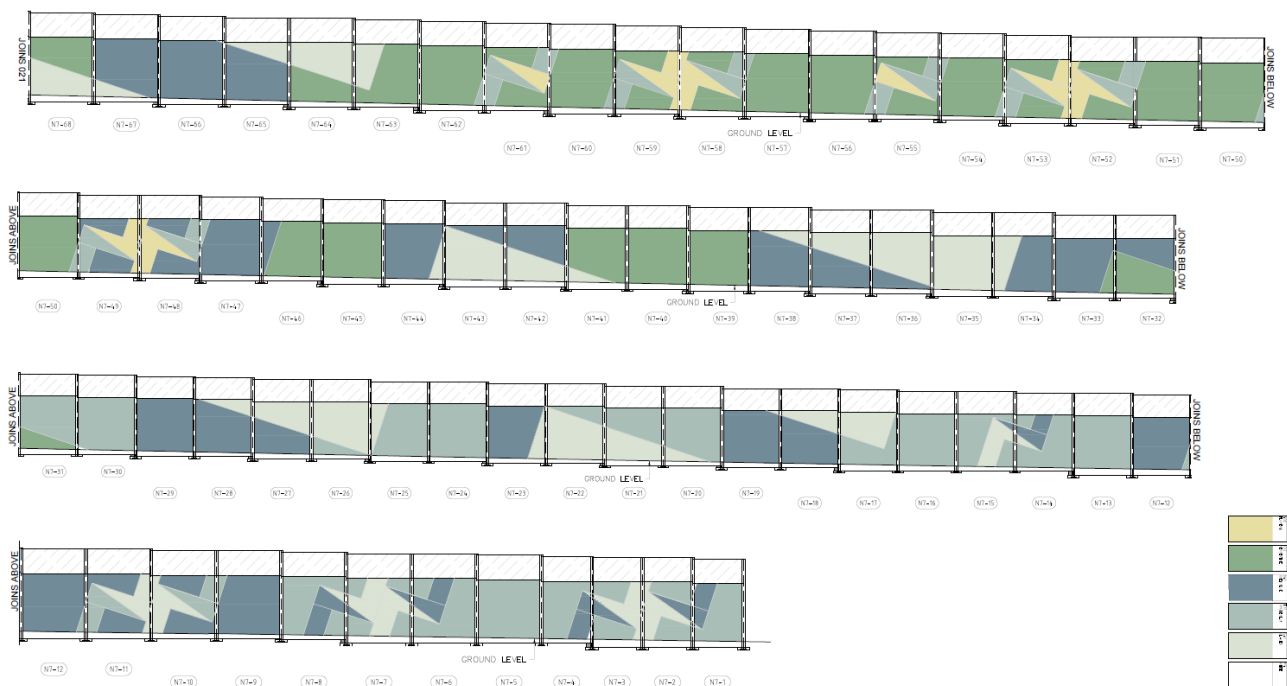 JOINS 021
JOINS BELOW
N7-68
N7-67
N7-66
N7-65
N7-64
N7-63
N7-62
N7-61
N7-60
N7-59
N7-58
N7-57
N7-56
N7-55
N7-54
N7-53
N7-52
N7-51
N7-50
GROUND LEVEL
JOINS ABOVE
JOINS BELOW
N7-50
N7-49
N7-48
N7-47
N7-46
N7-45
N7-44
N7-43
N7-42
N7-41
N7-40
N7-39
N7-38
N7-37
N7-36
N7-35
N7-34
N7-33
N7-32
GROUND LEVEL
JOINS ABOVE
JOINS BELOW
N7-31
N7-30
N7-29
N7-28
N7-27
N7-26
N7-25
N7-24
N7-23
N7-22
N7-21
N7-20
N7-19
N7-18
N7-17
N7-16
N7-15
N7-14
N7-13
N7-12
GROUND LEVEL
JOINS ABOVE
N7-12
N7-11
N7-10
N7-9
N7-8
N7-7
N7-6
N7-5
N7-4
N7-3
N7-2
N7-1
GROUND LEVEL